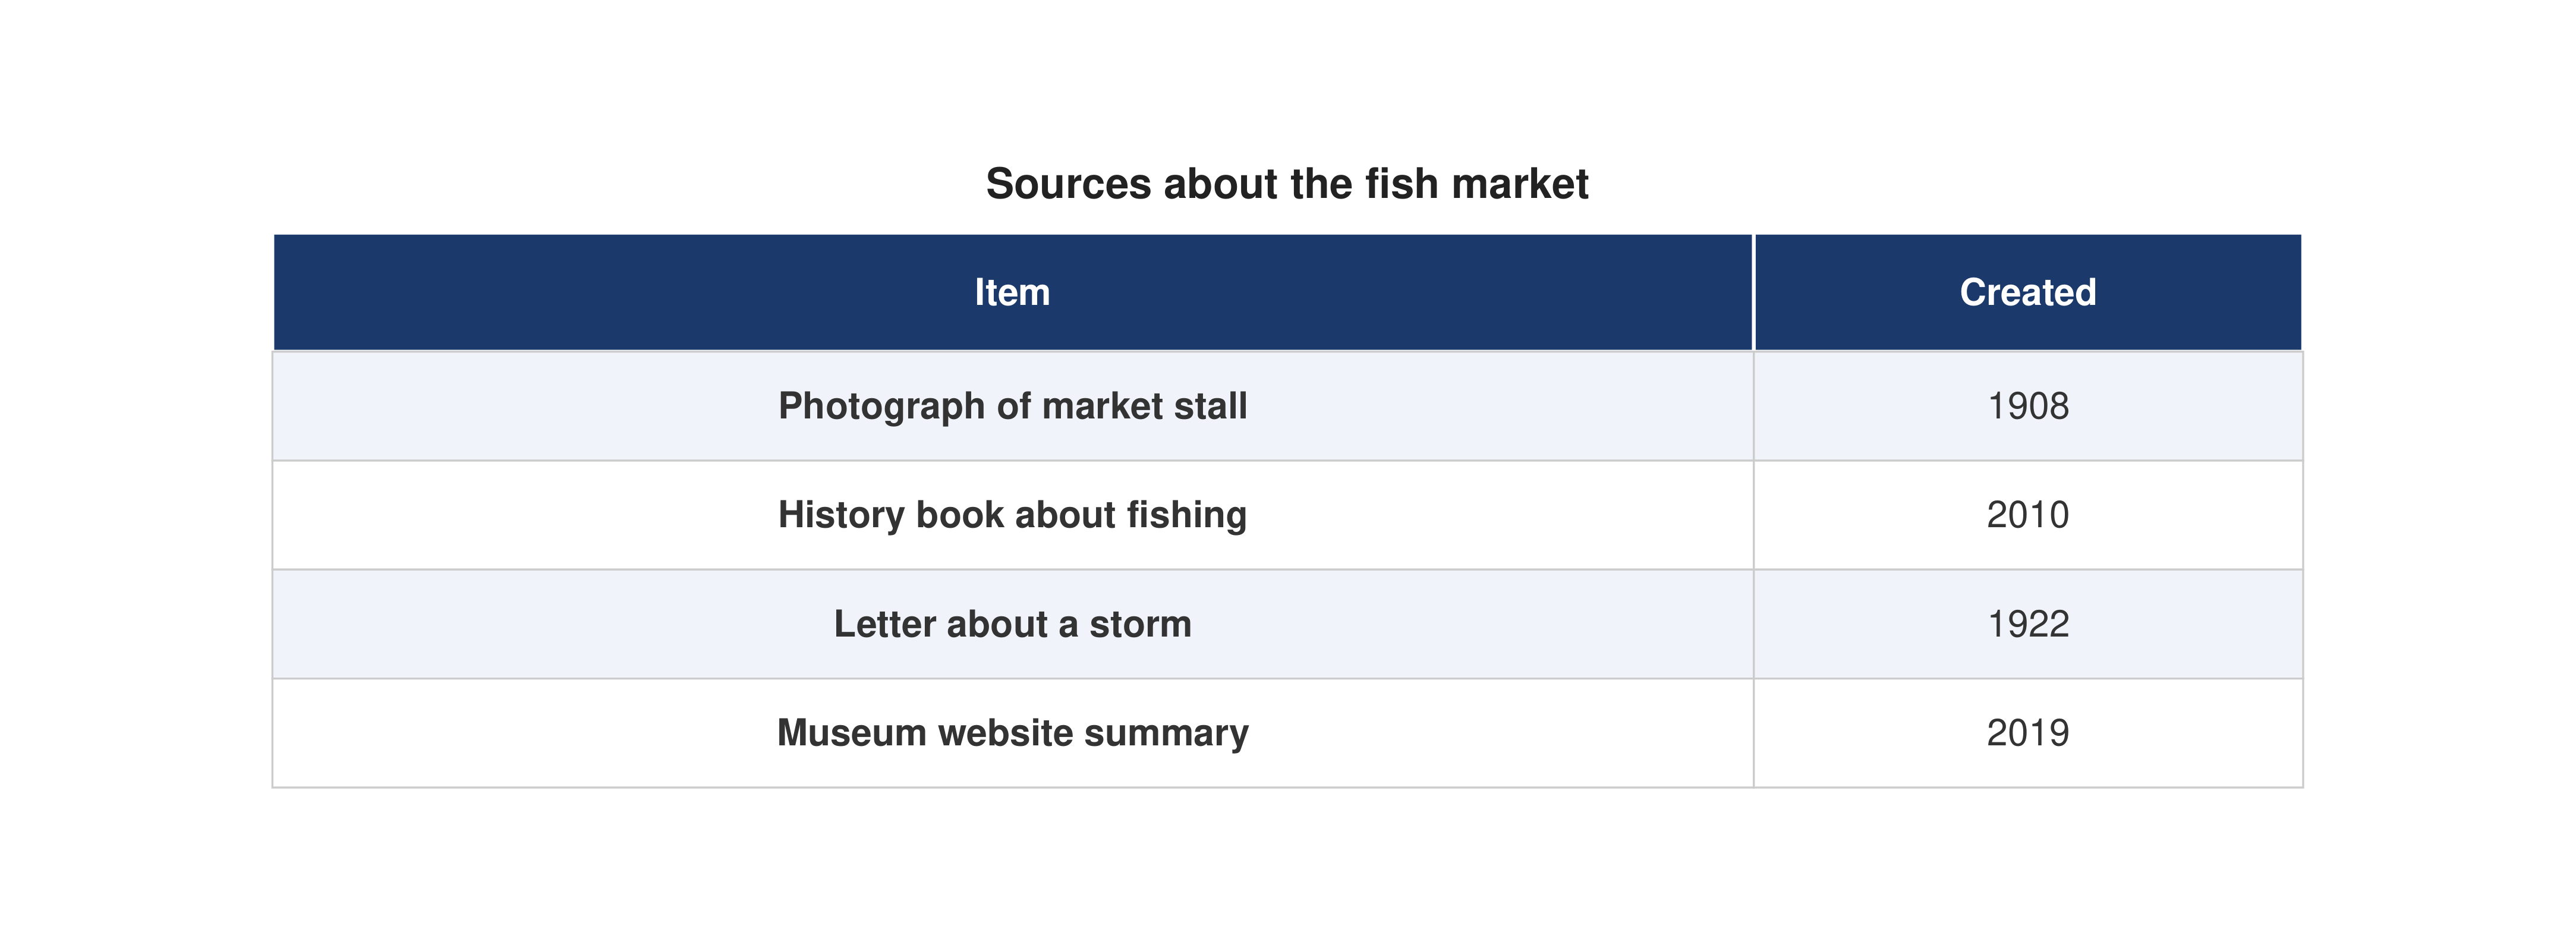 Sources about the fish market
Item Created
Photograph of market stall 1908
History book about fishing 2010
Letter about a storm 1922
Museum website summary 2019